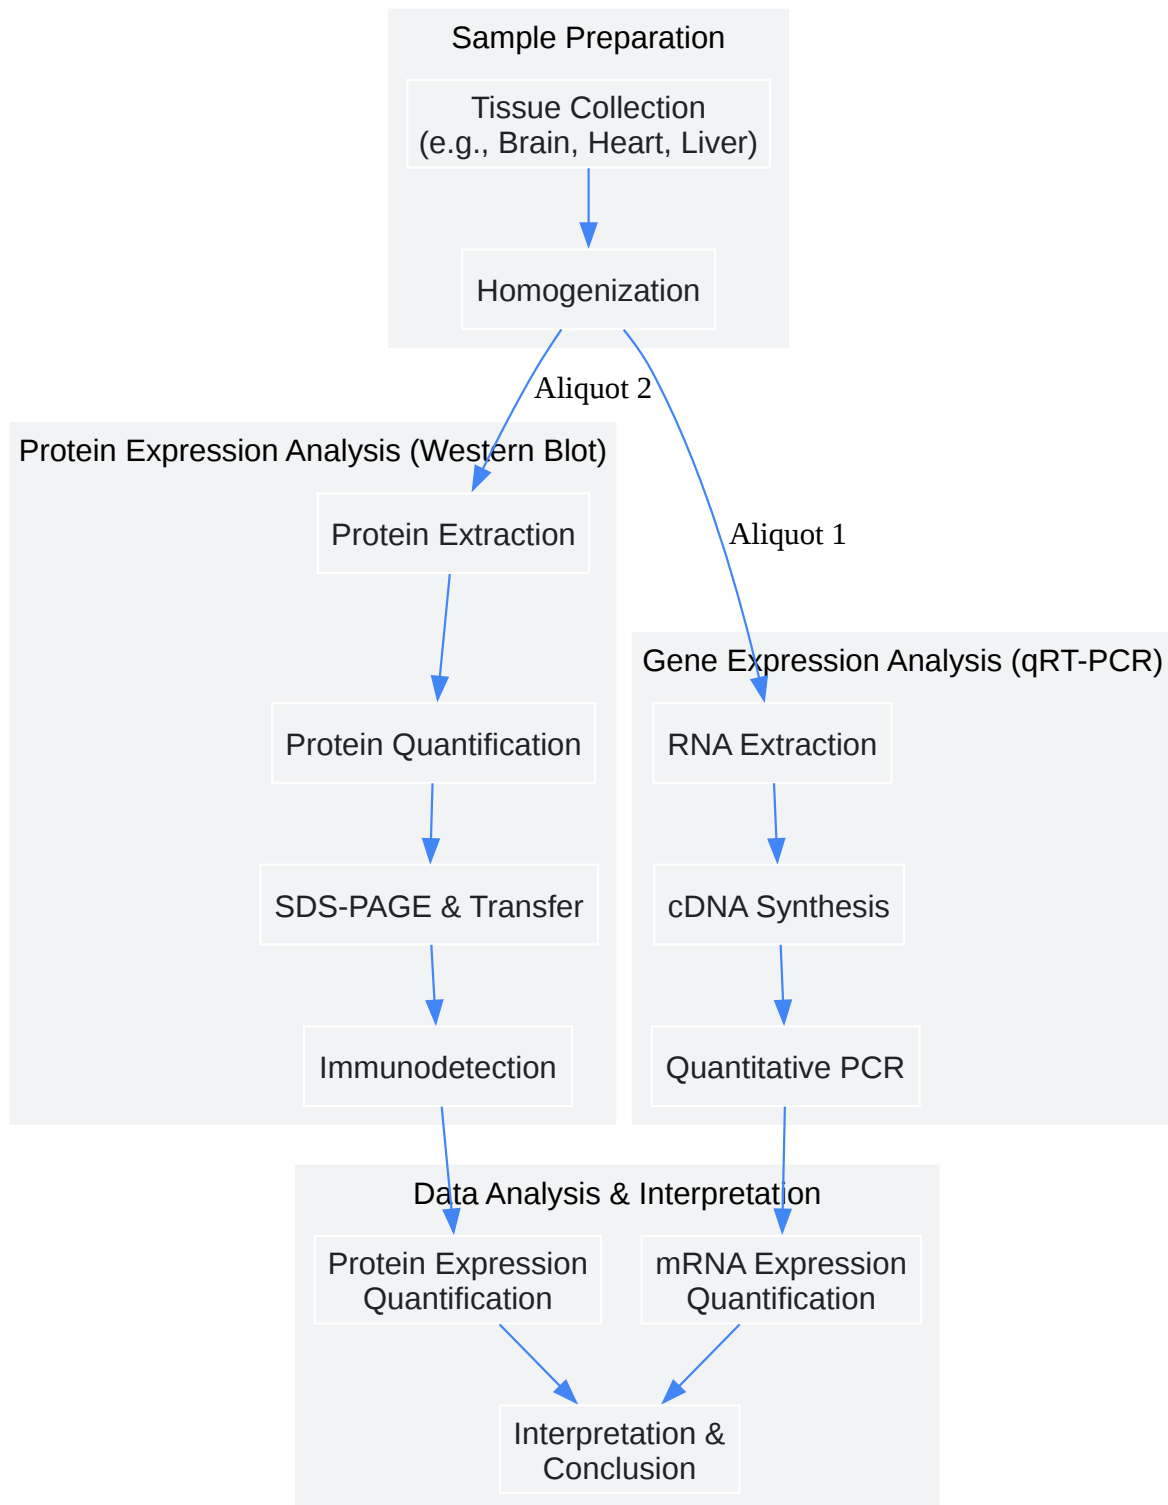 Sample Preparation
Tissue Collection
(e.g., Brain, Heart, Liver)
Homogenization
Aliquot 2
Protein Expression Analysis (Western Blot)
Protein Extraction
Aliquot 1
Gene Expression Analysis (qRT-PCR)
Protein Quantification
RNA Extraction
SDS-PAGE & Transfer
cDNA Synthesis
Immunodetection
Quantitative PCR
Data Analysis & Interpretation
Protein Expression
Quantification
mRNA Expression
Quantification
Interpretation &
Conclusion